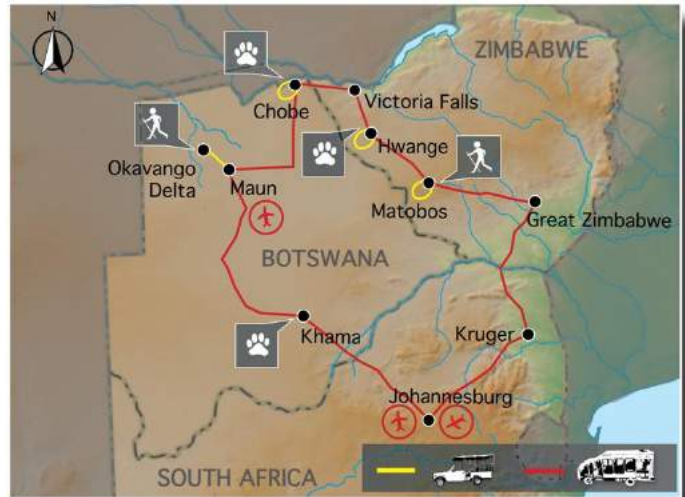 N
ZIMBABWE
Chobe
Victoria Falls
Hwange
Okavango
Delta
Maun
Matobos
Great Zimbabwe
BOTSWANA
Khama
Kruger
Johannesburg
SOUTH AFRICA